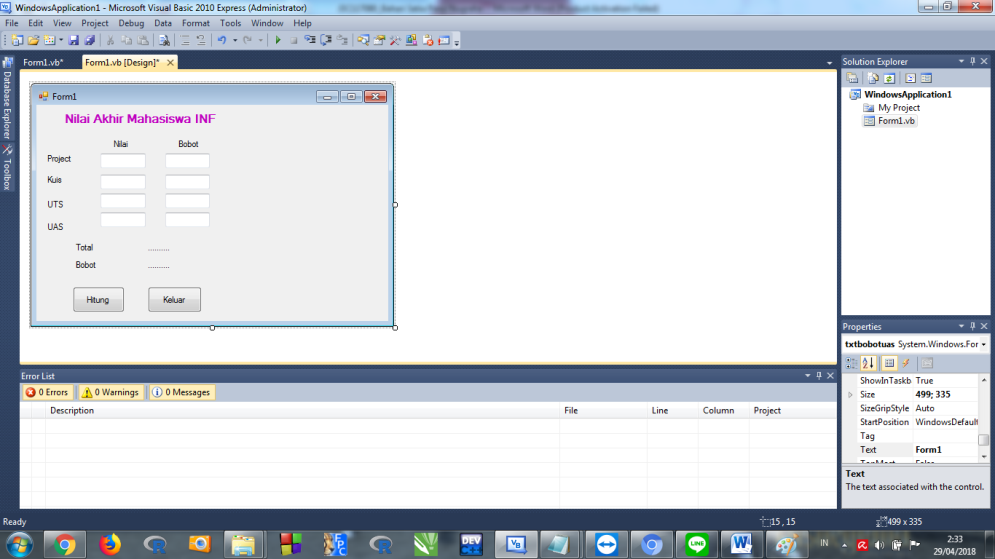 WindowsApplication1 - Microsoft Visual Basic 2010 Express (Administrator)
File Edit View Project Debug Data Format Tools Window Help
Database Explorer
Toolbox
Form1.vb* Form1.vb [Design]*
Form1
Nilai Akhir Mahasiswa INF
Nilai Bobot
Project
Kuis
UTS
UAS
Total ..........
Bobot ..........
Hitung Keluar
Solution Explorer
WindowsApplication1
My Project
Form1.vb
Properties
txtbobotuas System.Windows.For
ShowInTaskb True
Size 499; 335
SizeGripStyle Auto
StartPosition WindowsDefault
Tag
Text Form1
Text
The text associated with the control.
Error List
0 Errors 0 Warnings 0 Messages
Description File Line Column Project
Ready 15 , 15 499 x 335
FPC
DEV
LINE
IN
2:33
29/04/2018